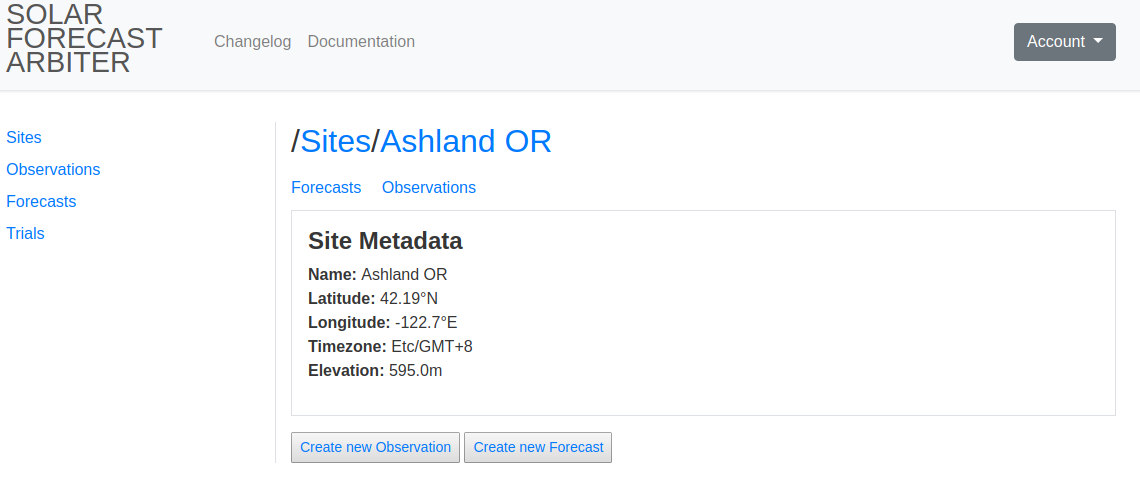 SOLAR
FORECAST
ARBITER
Changelog Documentation
Account
Sites
Observations
Forecasts
Trials
/Sites/Ashland OR
Forecasts Observations
Site Metadata
Name: Ashland OR
Latitude: 42.19°N
Longitude: -122.7°E
Timezone: Etc/GMT+8
Elevation: 595.0m
Create new Observation Create new Forecast